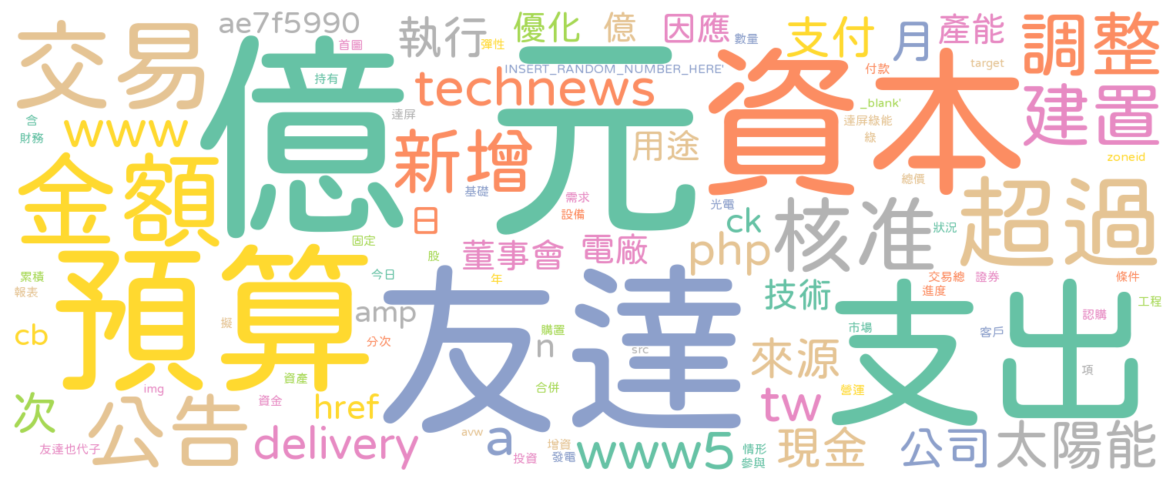 交易
ae7f5990
首圖
執行
彈性
優化
億
因應
數量
支付
月
產能
調整
億
元
資
本
INSERT_RANDOM_NUMBER_HERE'
持有
technews
達屏
付款
target
_blank'
達屏綠能
綠
建置
含
財務
www
新增
用途
zoneid
金額
基礎
需求
設備
日
光電
ck
總價
核准
狀況
超過
固定
董事會
電廠
php
預算
股
年
今日
累積
報表
技術
交易總
進度
證券
條件
工程
認購
友達
支出
cb
擬
amp
分次
購置
n
src
市場
客戶
來源
項
資產
img
資金
合併
href
營運
tw
次
公告
delivery
avw
a
增資
發電
投資
www5
情形
參與
現金
公司
太陽能
友達也代子